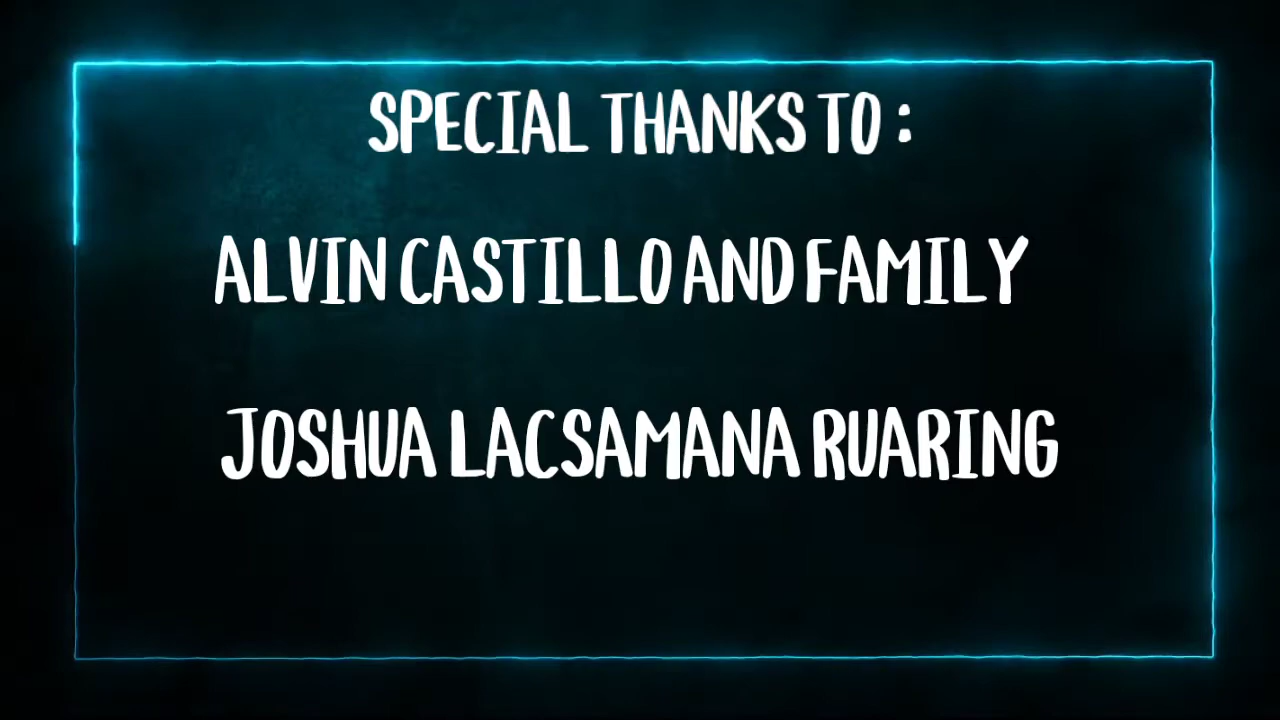 SPECIAL THANKS TO :
ALVIN CASTILLO AND FAMILY
JOSHUA LACSAMANA RUARING